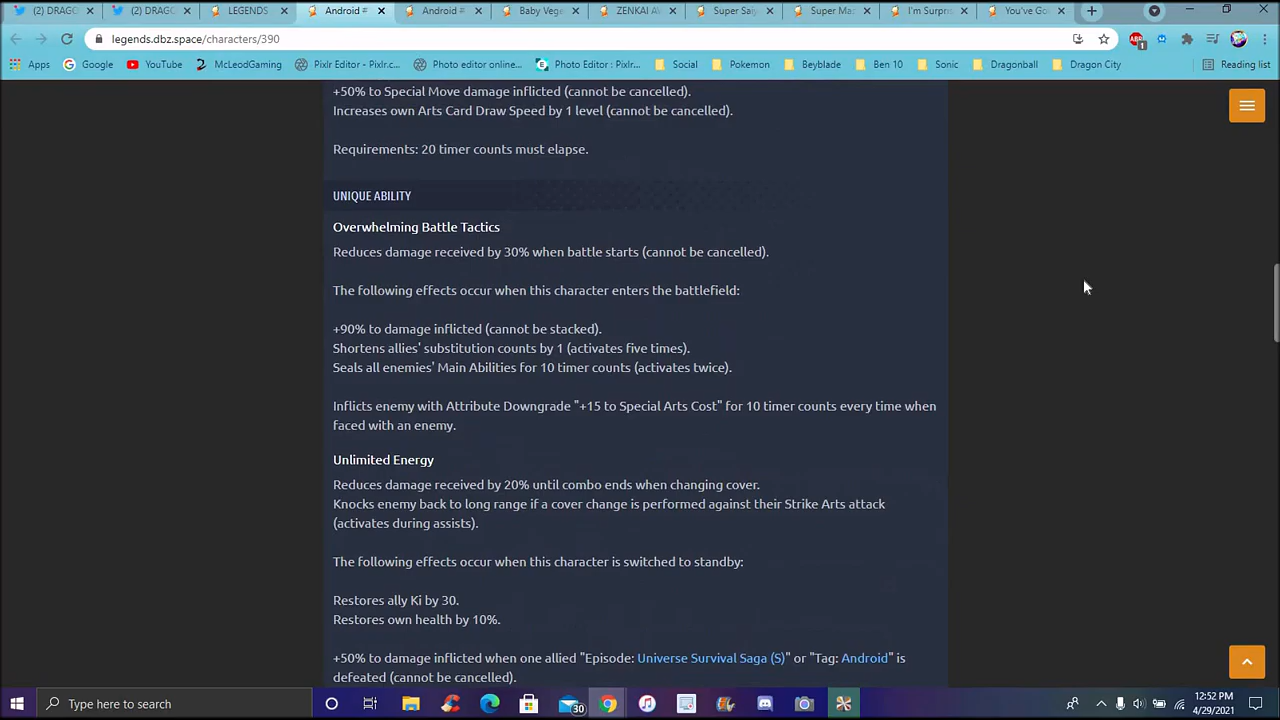 (2) DRAG
(2) DRAG
LEGENDS
Android #
Android #
Baby Vege
ZENKAI AW
Super Sai
Super Ma
I'm Surpris
You've Go
legends.dbz.space/characters/390
Apps
Google
YouTube
McLeodGaming
Pixlr Editor - Pixlr.c...
Photo editor online...
Photo Editor : Pixlr...
Social
Pokemon
Beyblade
Ben 10
Sonic
Dragonball
Dragon City
Reading list
+50% to Special Move damage inflicted (cannot be cancelled).
Increases own Arts Card Draw Speed by 1 level (cannot be cancelled).
Requirements: 20 timer counts must elapse.
UNIQUE ABILITY
Overwhelming Battle Tactics
Reduces damage received by 30% when battle starts (cannot be cancelled).
The following effects occur when this character enters the battlefield:
+90% to damage inflicted (cannot be stacked).
Shortens allies' substitution counts by 1 (activates five times).
Seals all enemies' Main Abilities for 10 timer counts (activates twice).
Inflicts enemy with Attribute Downgrade "+15 to Special Arts Cost" for 10 timer counts every time when
faced with an enemy.
Unlimited Energy
Reduces damage received by 20% until combo ends when changing cover.
Knocks enemy back to long range if a cover change is performed against their Strike Arts attack
(activates during assists).
The following effects occur when this character is switched to standby:
Restores ally Ki by 30.
Restores own health by 10%.
+50% to damage inflicted when one allied "Episode: Universe Survival Saga (S)" or "Tag: Android" is
defeated (cannot be cancelled).
Type here to search
30
12:52 PM
4/29/2021